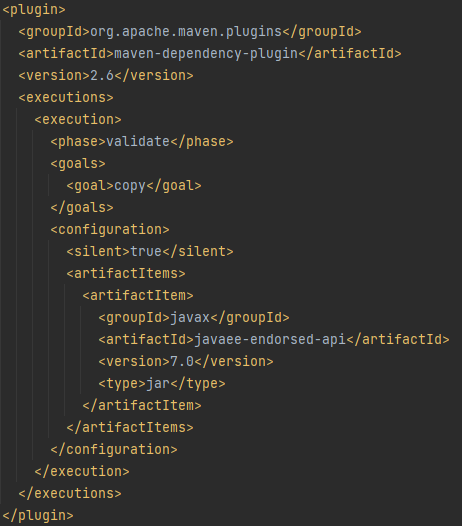 <plugin>
  <groupId>org.apache.maven.plugins</groupId>
  <artifactId>maven-dependency-plugin</artifactId>
  <version>2.6</version>
  <executions>
    <execution>
      <phase>validate</phase>
      <goals>
        <goal>copy</goal>
      </goals>
      <configuration>
        <silent>true</silent>
        <artifactItems>
          <artifactItem>
            <groupId>javax</groupId>
            <artifactId>javaee-endorsed-api</artifactId>
            <version>7.0</version>
            <type>jar</type>
          </artifactItem>
        </artifactItems>
      </configuration>
    </execution>
  </executions>
</plugin>